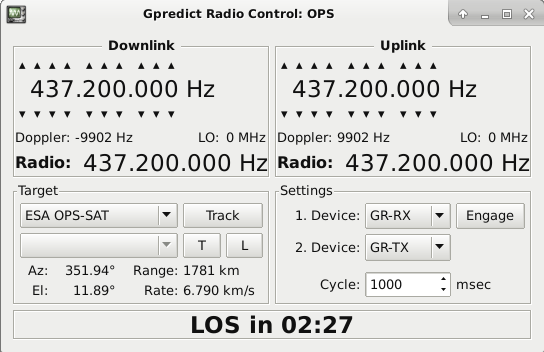 Gpredict Radio Control: OPS
Downlink
437.200.000 Hz
Doppler: -9902 Hz LO: 0 MHz
Radio: 437.200.000 Hz
Uplink
437.200.000 Hz
Doppler: 9902 Hz LO: 0 MHz
Radio: 437.200.000 Hz
Target
ESA OPS-SAT Track
T L
Az: 351.94° Range: 1781 km
El: 11.89° Rate: 6.790 km/s
Settings
1. Device: GR-RX Engage
2. Device: GR-TX
Cycle: 1000 msec
LOS in 02:27